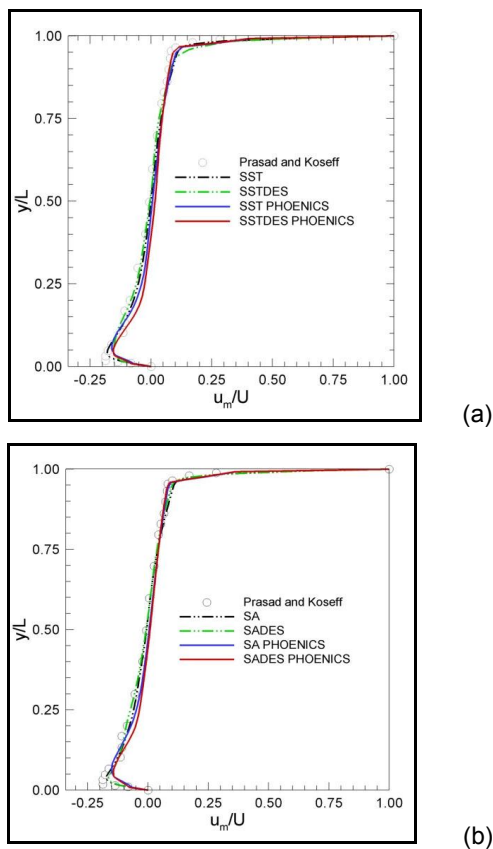 1.00
0.75
y/L
0.50
0.25
0.00
Prasad and Koseff
SST
SSTDES
SST PHOENICS
SSTDES PHOENICS
-0.25 0.00 0.25 0.50 0.75 1.00
um/U
(a)
1.00
0.75
y/L
0.50
0.25
0.00
Prasad and Koseff
SA
SADES
SA PHOENICS
SADES PHOENICS
-0.25 0.00 0.25 0.50 0.75 1.00
um/U
(b)